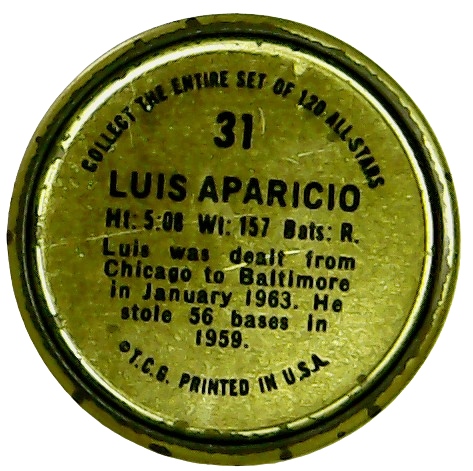 COLLECT THE ENTIRE SET OF 120 ALL-STARS
31
LUIS APARICIO
Ht: 5:08 Wt: 157 Bats: R.
Luis was dealt from
Chicago to Baltimore
in January 1963. He
stole 56 bases in
1959.
©T.C.G. PRINTED IN U.S.A.